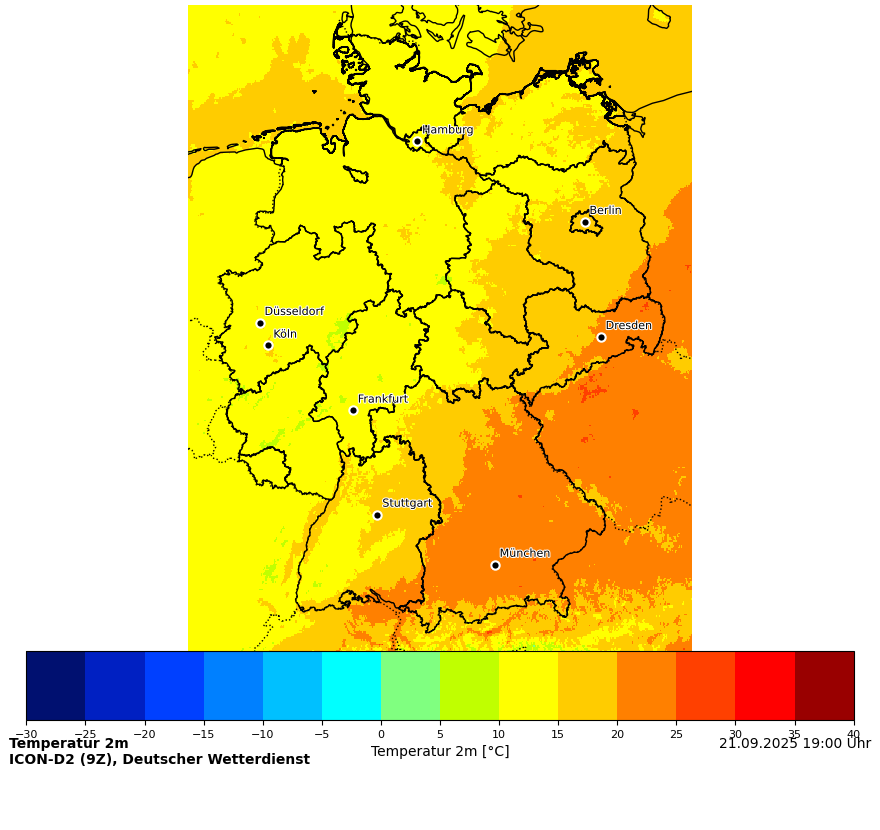 Hamburg
Berlin
Düsseldorf
Köln
Dresden
Frankfurt
Stuttgart
München
−30 −25 −20 −15 −10 −5 0 5 10 15 20 25 30 35 40
Temperatur 2m
Temperatur 2m [°C]
21.09.2025 19:00 Uhr
ICON-D2 (9Z), Deutscher Wetterdienst